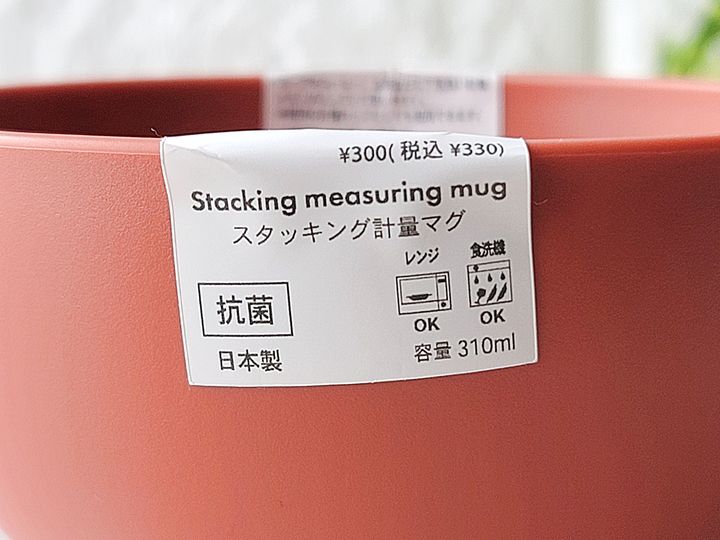 ¥300(税込 ¥330)
Stacking measuring mug
スタッキング計量マグ
レンジ 食洗機
抗菌
OK OK
日本製
容量 310ml